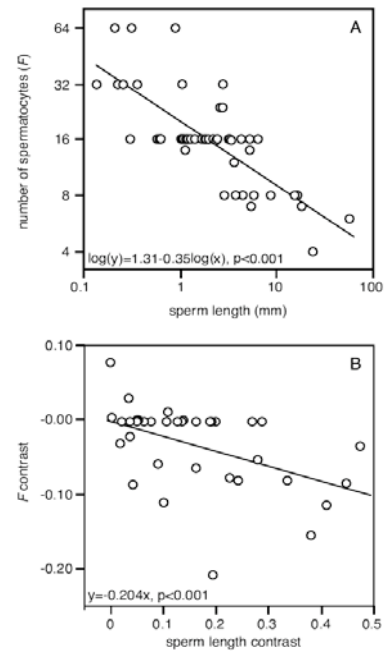 A
64
32
16
8
4
number of spermatocytes (F)
log(y)=1.31-0.35log(x), p<0.001
0.1
1
10
100
sperm length (mm)
B
0.10
-0.00
-0.10
-0.20
F contrast
y=-0.204x, p<0.001
0
0.1
0.2
0.3
0.4
0.5
sperm length contrast